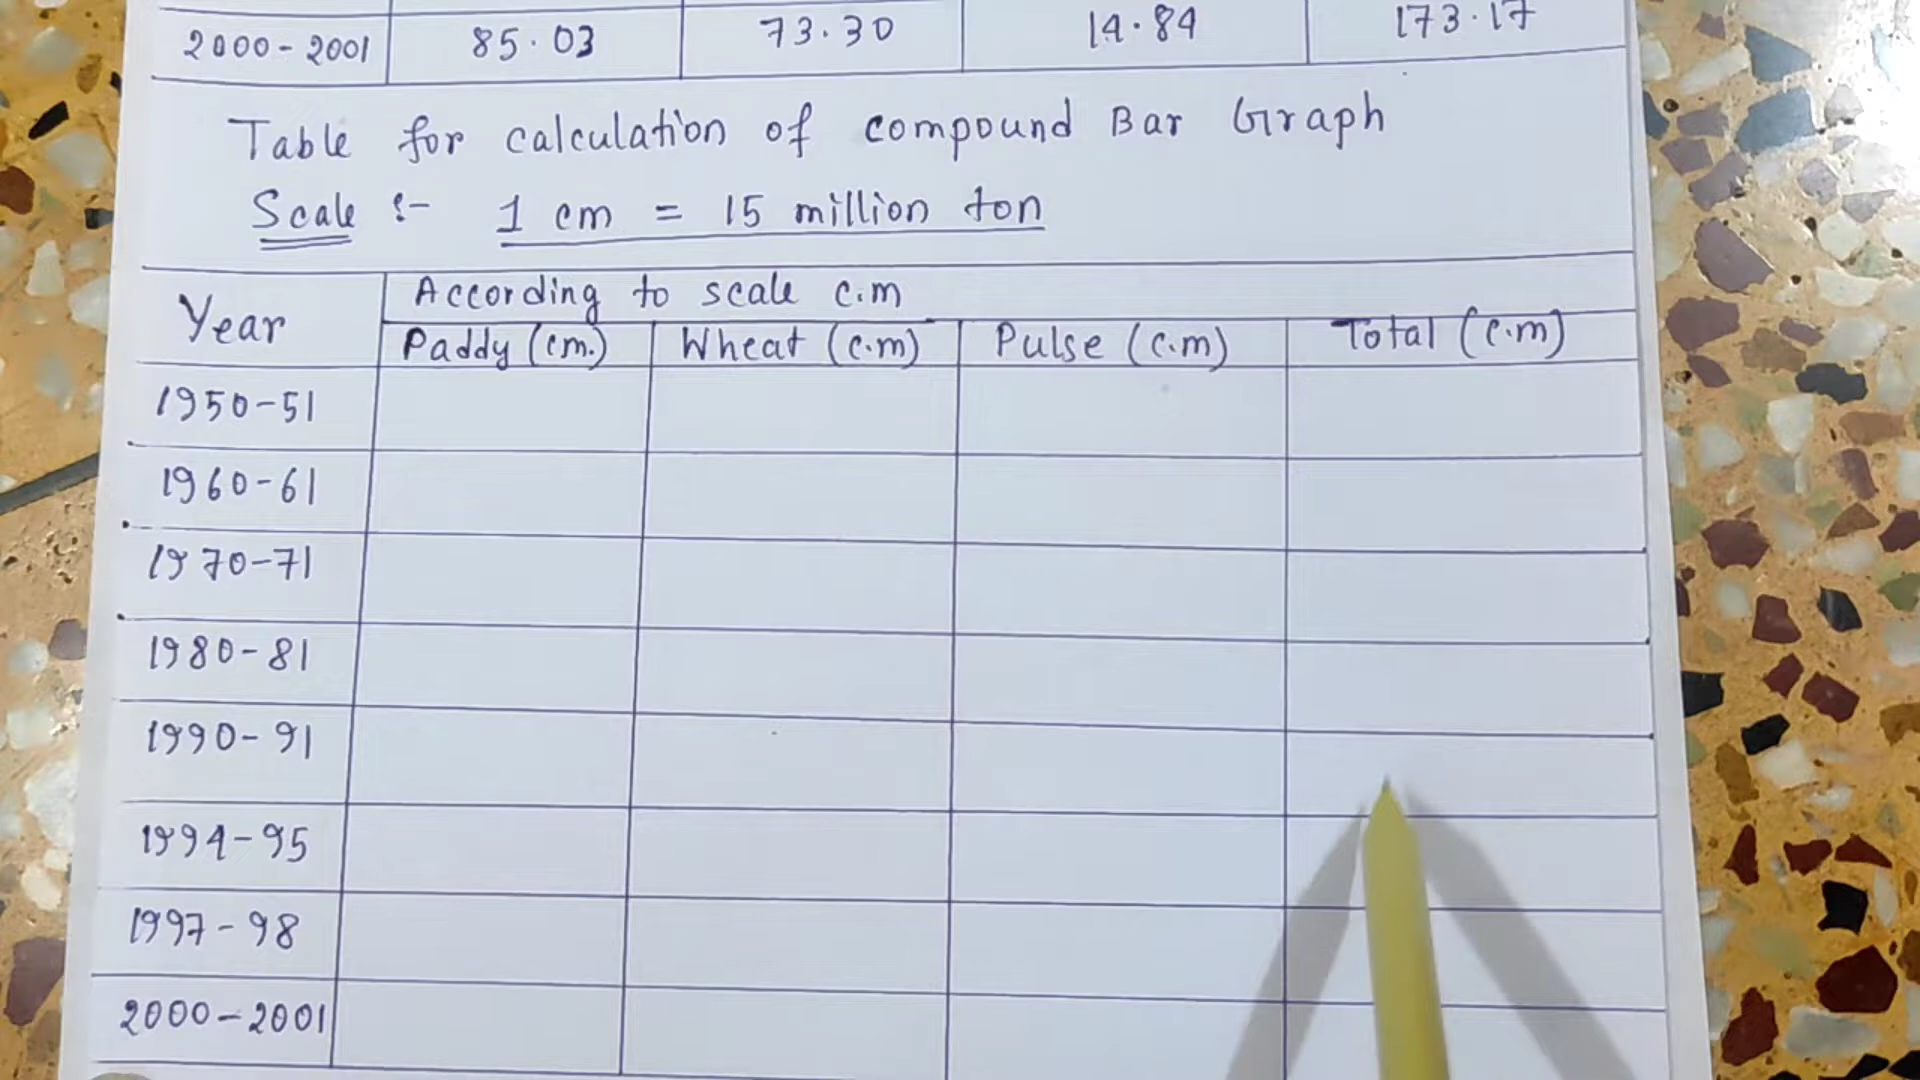 2000-2001 85.03 73.30 14.84 173.17
Table for calculation of compound Bar Graph
Scale :- 1 cm = 15 million ton
Year According to scale c.m
Paddy (cm.) Wheat (c.m) Pulse (c.m) Total (c.m)
1950-51
1960-61
1970-71
1980-81
1990-91
1994-95
1997-98
2000-2001